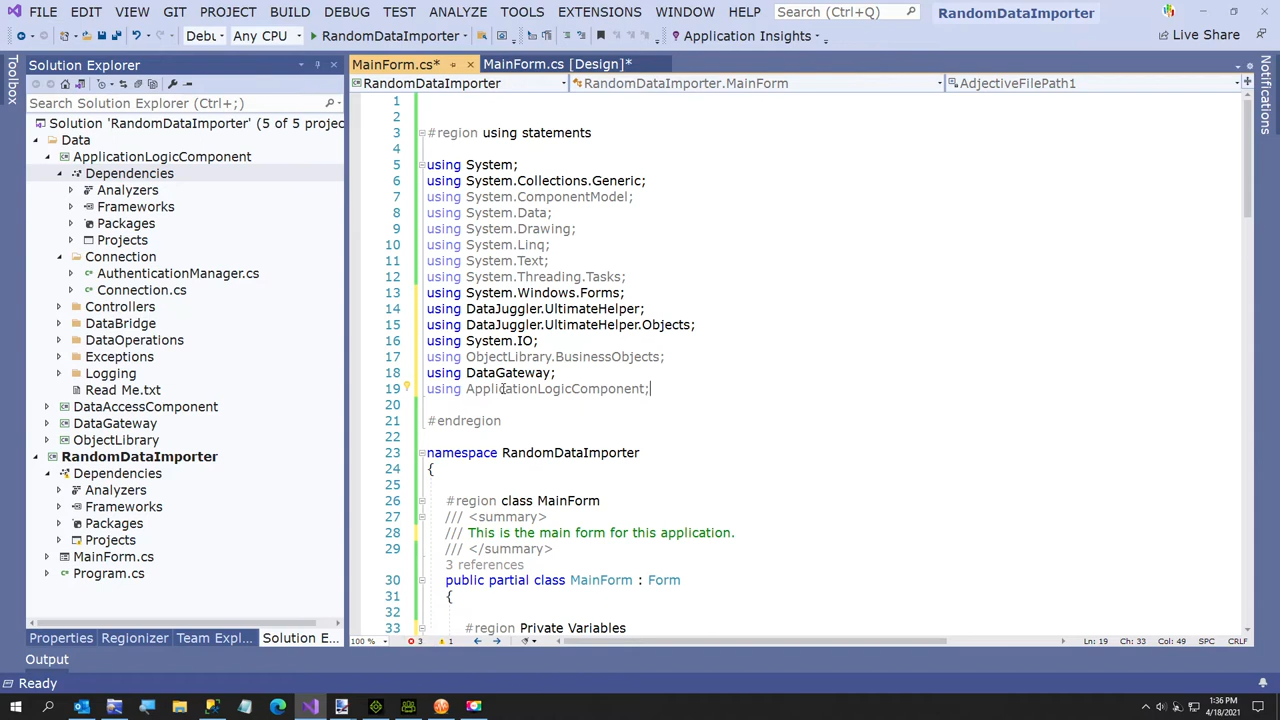 FILE EDIT VIEW GIT PROJECT BUILD DEBUG TEST ANALYZE TOOLS EXTENSIONS WINDOW HELP Search (Ctrl+Q) RandomDataImporter
Debu Any CPU RandomDataImporter Application Insights Live Share
Toolbox
Notifications
Solution Explorer
Search Solution Explorer (Ctrl+;)
Solution 'RandomDataImporter' (5 of 5 projec
Data
ApplicationLogicComponent
Dependencies
Analyzers
Frameworks
Packages
Projects
Connection
AuthenticationManager.cs
Connection.cs
Controllers
DataBridge
DataOperations
Exceptions
Logging
Read Me.txt
DataAccessComponent
DataGateway
ObjectLibrary
RandomDataImporter
Dependencies
Analyzers
Frameworks
Packages
Projects
MainForm.cs
Program.cs
Properties Regionizer Team Expl... Solution E...
MainForm.cs* MainForm.cs [Design]*
RandomDataImporter RandomDataImporter.MainForm AdjectiveFilePath1
1
2
3 #region using statements
4
5 using System;
6 using System.Collections.Generic;
7 using System.ComponentModel;
8 using System.Data;
9 using System.Drawing;
10 using System.Linq;
11 using System.Text;
12 using System.Threading.Tasks;
13 using System.Windows.Forms;
14 using DataJuggler.UltimateHelper;
15 using DataJuggler.UltimateHelper.Objects;
16 using System.IO;
17 using ObjectLibrary.BusinessObjects;
18 using DataGateway;
19 using ApplicationLogicComponent;
20
21 #endregion
22
23 namespace RandomDataImporter
24 {
25
26 #region class MainForm
27 /// <summary>
28 /// This is the main form for this application.
29 /// </summary>
3 references
30 public partial class MainForm : Form
31 {
32
33 #region Private Variables
100 % 3 1 Ln: 19 Ch: 33 Col: 49 SPC CRLF
Output
Ready
1:36 PM
4/18/2021